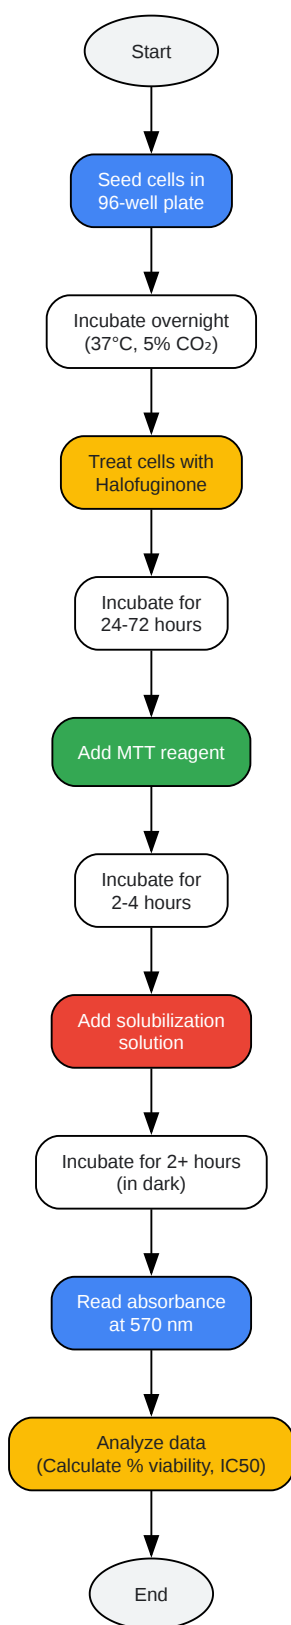 Start
Seed cells in
96-well plate
Incubate overnight
(37°C, 5% CO₂)
Treat cells with
Halofuginone
Incubate for
24-72 hours
Add MTT reagent
Incubate for
2-4 hours
Add solubilization
solution
Incubate for 2+ hours
(in dark)
Read absorbance
at 570 nm
Analyze data
(Calculate % viability, IC50)
End